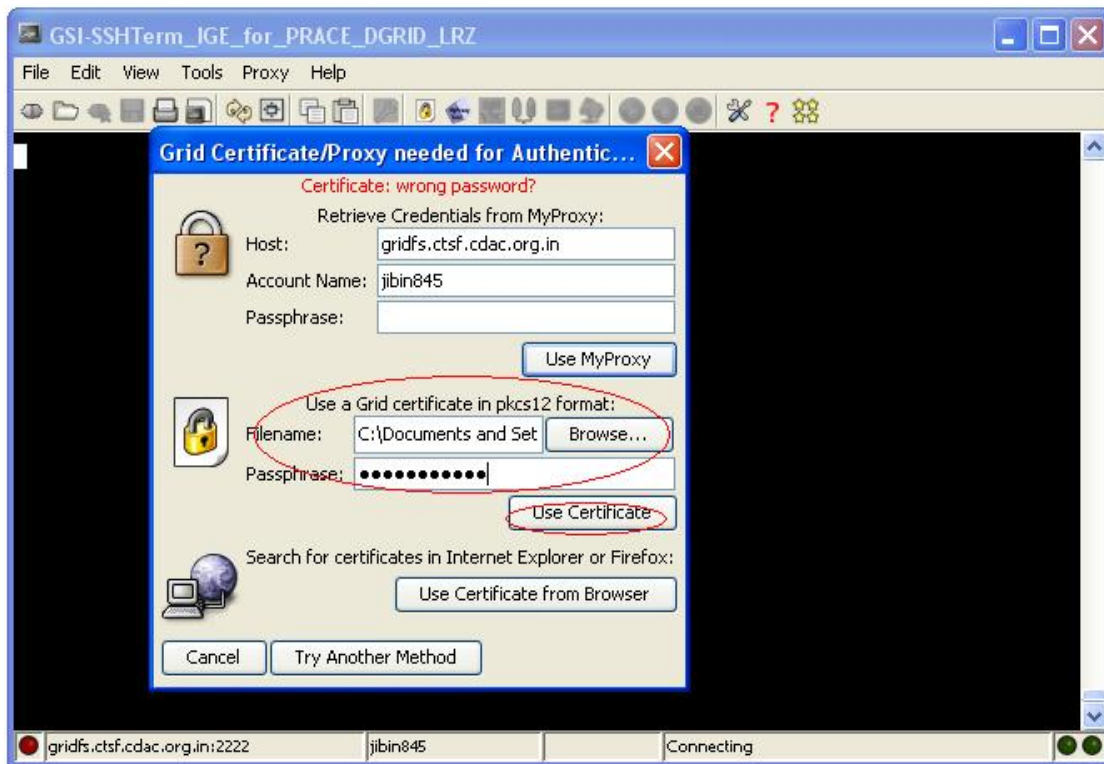 GSI-SSHTerm_IGE_for_PRACE_DGRID_LRZ
File Edit View Tools Proxy Help
Grid Certificate/Proxy needed for Authentic...
Certificate: wrong password?
Retrieve Credentials from MyProxy:
Host: gridfs.ctsf.cdac.org.in
Account Name: jibin845
Passphrase:
Use MyProxy
Use a Grid certificate in pkcs12 format:
Filename: C:\Documents and Set Browse...
Passphrase: ●●●●●●●●●●●
Use Certificate
Search for certificates in Internet Explorer or Firefox:
Use Certificate from Browser
Cancel Try Another Method
gridfs.ctsf.cdac.org.in:2222 jibin845 Connecting